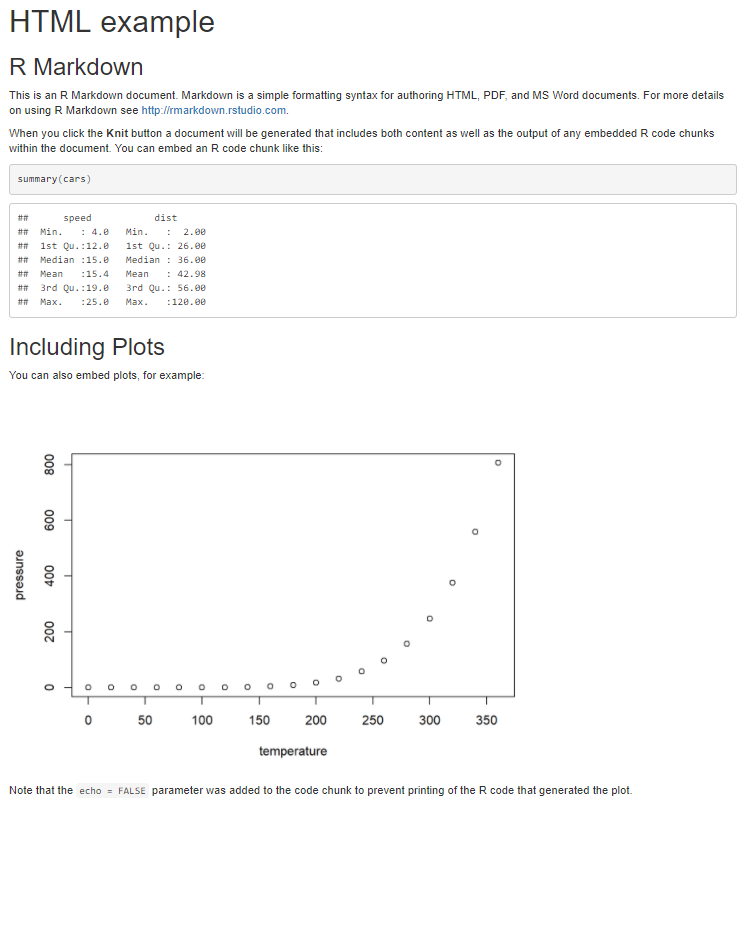 HTML example
R Markdown
This is an R Markdown document. Markdown is a simple formatting syntax for authoring HTML, PDF, and MS Word documents. For more details
on using R Markdown see http://rmarkdown.rstudio.com.
When you click the Knit button a document will be generated that includes both content as well as the output of any embedded R code chunks
within the document. You can embed an R code chunk like this:
summary(cars)
##      speed           dist
##  Min.   : 4.0   Min.   :  2.00
##  1st Qu.:12.0   1st Qu.: 26.00
##  Median :15.0   Median : 36.00
##  Mean   :15.4   Mean   : 42.98
##  3rd Qu.:19.0   3rd Qu.: 56.00
##  Max.   :25.0   Max.   :120.00
Including Plots
You can also embed plots, for example:
800
600
400
200
0
pressure
0 50 100 150 200 250 300 350
temperature
Note that the echo = FALSE parameter was added to the code chunk to prevent printing of the R code that generated the plot.